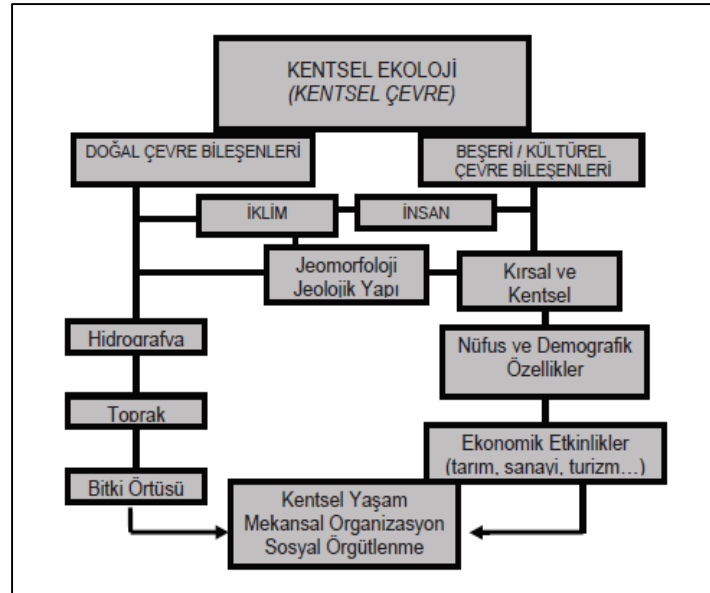 KENTSEL EKOLOJİ
(KENTSEL ÇEVRE)
DOĞAL ÇEVRE BİLEŞENLERİ
BEŞERİ / KÜLTÜREL
ÇEVRE BİLEŞENLERİ
İKLİM
İNSAN
Jeomorfoloji
Jeolojik Yapı
Kırsal ve
Kentsel
Hidrografya
Nüfus ve Demografik
Özellikler
Toprak
Ekonomik Etkinlikler
(tarım, sanayi, turizm...)
Bitki Örtüsü
Kentsel Yaşam
Mekansal Organizasyon
Sosyal Örgütlenme